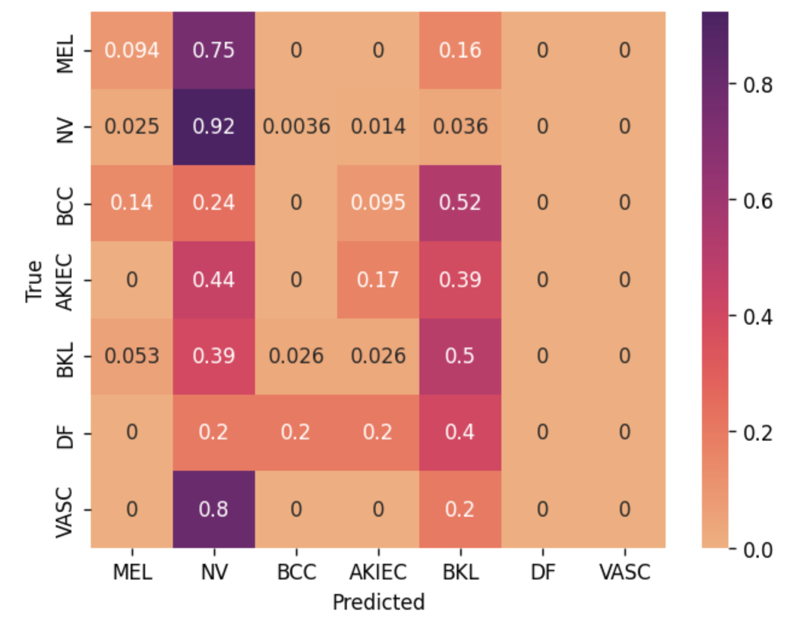 MEL 0.094 0.75 0 0 0.16 0 0
NV 0.025 0.92 0.0036 0.014 0.036 0 0
BCC 0.14 0.24 0 0.095 0.52 0 0
AKIEC 0 0.44 0 0.17 0.39 0 0
BKL 0.053 0.39 0.026 0.026 0.5 0 0
DF 0 0.2 0.2 0.2 0.4 0 0
VASC 0 0.8 0 0 0.2 0 0
MEL NV BCC AKIEC BKL DF VASC
Predicted
True
0.8
0.6
0.4
0.2
0.0